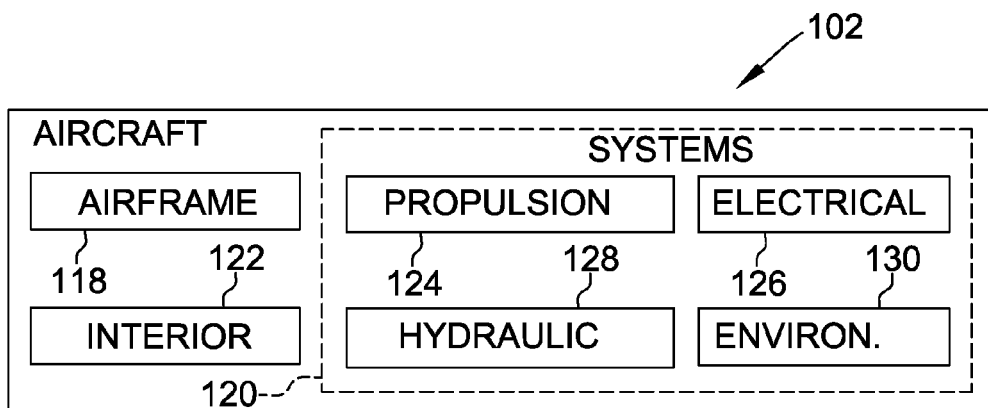 102
AIRCRAFT
SYSTEMS
AIRFRAME
PROPULSION
ELECTRICAL
118
122
124
128
126
130
INTERIOR
HYDRAULIC
ENVIRON.
120